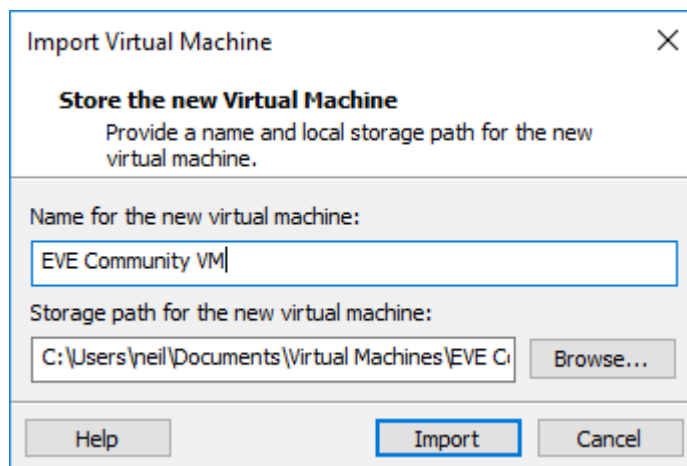 Import Virtual Machine
Store the new Virtual Machine
Provide a name and local storage path for the new
virtual machine.
Name for the new virtual machine:
EVE Community VM
Storage path for the new virtual machine:
C:\Users\neil\Documents\Virtual Machines\EVE C
Browse...
Help
Import
Cancel